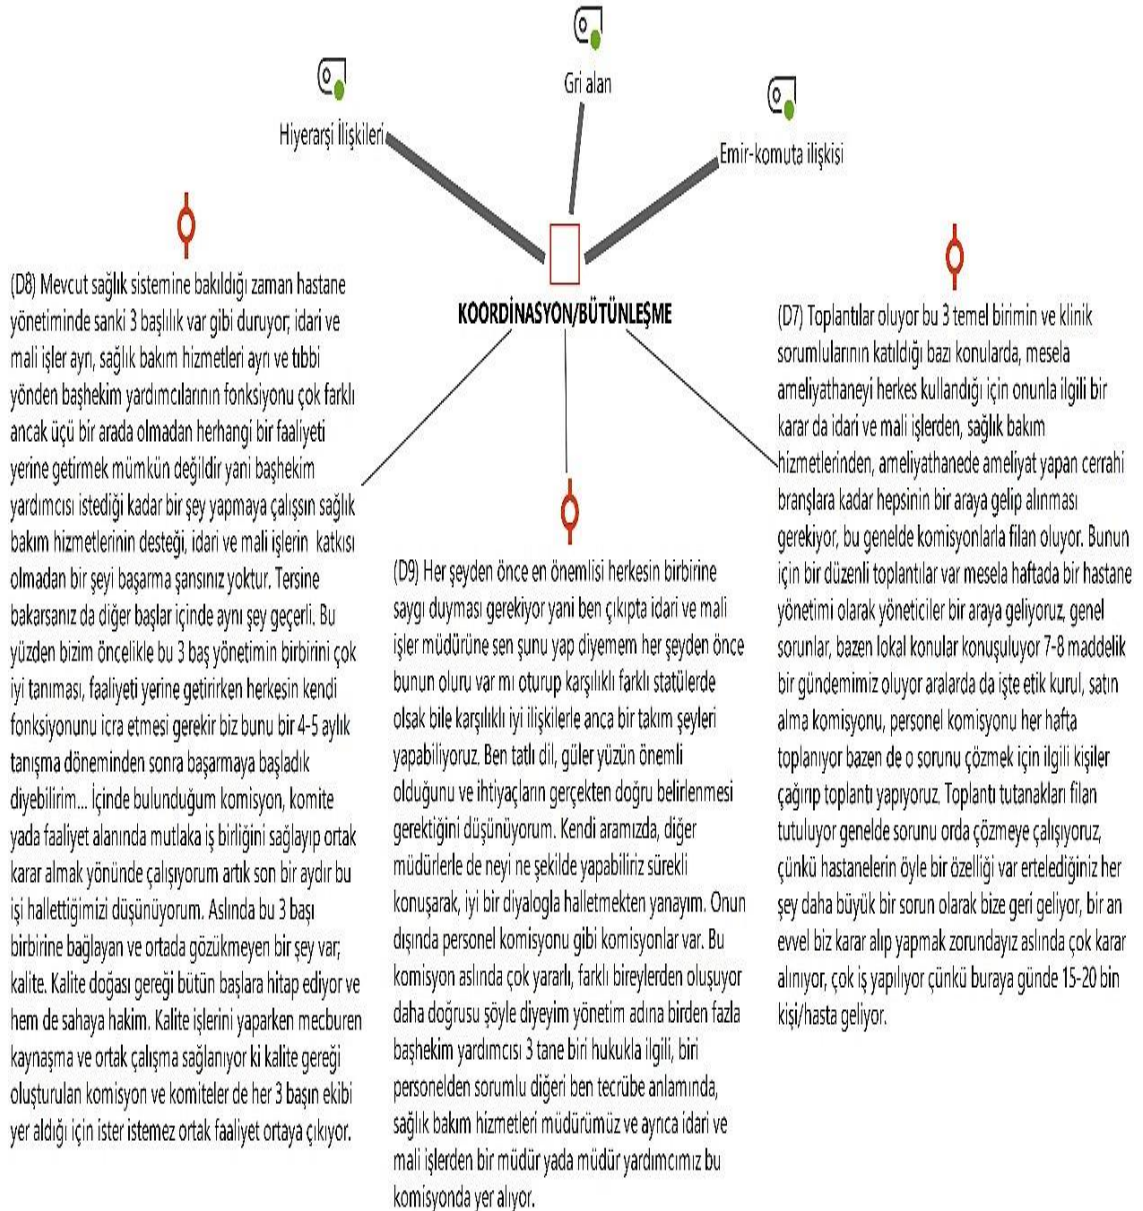 Gri alan
Hiyerarşi İlişkileri
Emir-komuta ilişkisi
KOORDİNASYON/BÜTÜNLEŞME
(D8) Mevcut sağlık sistemine bakıldığı zaman hastane
yönetiminde sanki 3 başlılık var gibi duruyor; idari ve
mali işler ayrı, sağlık bakım hizmetleri ayrı ve tıbbi
yönden başhekim yardımcılarının fonksiyonu çok farklı
ancak üçü bir arada olmadan herhangi bir faaliyeti
yerine getirmek mümkün değildir yani başhekim
yardımcısı istediği kadar bir şey yapmaya çalışsın sağlık
bakım hizmetlerinin desteği, idari ve mali işlerin katkısı
olmadan bir şeyi başarma şansınız yoktur. Tersine
bakarsanız da diğer başlar içinde aynı şey geçerli. Bu
yüzden bizim öncelikle bu 3 baş yönetimin birbirini çok
iyi tanıması, faaliyeti yerine getirirken herkesin kendi
fonksiyonunu icra etmesi gerekir biz bunu bir 4-5 aylık
tanışma döneminden sonra başarmaya başladık
diyebilirim... İçinde bulunduğum komisyon, komite
yada faaliyet alanında mutlaka iş birliğini sağlayıp ortak
karar almak yönünde çalışıyorum artık son bir aydır bu
işi hallettiğimizi düşünüyorum. Aslında bu 3 başı
birbirine bağlayan ve ortada gözükmeyen bir şey var;
kalite. Kalite doğası gereği bütün başlara hitap ediyor ve
hem de sahaya hakim. Kalite işlerini yaparken mecburen
kaynaşma ve ortak çalışma sağlanıyor ki kalite gereği
oluşturulan komisyon ve komiteler de her 3 başın ekibi
yer aldığı için ister istemez ortak faaliyet ortaya çıkıyor.
(D9) Her şeyden önce en önemlisi herkesin birbirine
saygı duyması gerekiyor yani ben çıkıpta idari ve mali
işler müdürüne sen şunu yap diyemem her şeyden önce
bunun oluru var mı oturup karşılıklı farklı statülerde
olsak bile karşılıklı iyi ilişkilerle anca bir takım şeyleri
yapabiliyoruz. Ben tatlı dil, güler yüzün önemli
olduğunu ve ihtiyaçların gerçekten doğru belirlenmesi
gerektiğini düşünüyorum. Kendi aramızda, diğer
müdürlerle de neyi ne şekilde yapabiliriz sürekli
konuşarak, iyi bir diyalogla halletmekten yanayım. Onun
dışında personel komisyonu gibi komisyonlar var. Bu
komisyon aslında çok yararlı, farklı bireylerden oluşuyor
daha doğrusu şöyle diyeyim yönetim adına birden fazla
başhekim yardımcısı 3 tane biri hukukla ilgili, biri
personelden sorumlu diğeri ben tecrübe anlamında,
sağlık bakım hizmetleri müdürümüz ve ayrıca idari ve
mali işlerden bir müdür yada müdür yardımcımız bu
komisyonda yer alıyor.
(D7) Toplantılar oluyor bu 3 temel birimin ve klinik
sorumlularının katıldığı bazı konularda, mesela
ameliyathaneyi herkes kullandığı için onunla ilgili bir
karar da idari ve mali işlerden, sağlık bakım
hizmetlerinden, ameliyathanede ameliyat yapan cerrahi
branşlara kadar hepsinin bir araya gelip alınması
gerekiyor, bu genelde komisyonlarla filan oluyor. Bunun
için bir düzenli toplantılar var mesela haftada bir hastane
yönetimi olarak yöneticiler bir araya geliyoruz, genel
sorunlar, bazen lokal konular konuşuluyor 7-8 maddelik
bir gündemimiz oluyor aralarda da işte etik kurul, satın
alma komisyonu, personel komisyonu her hafta
toplanıyor bazen de o sorunu çözmek için ilgili kişiler
çağırıp toplantı yapıyoruz. Toplantı tutanakları filan
tutuluyor genelde sorunu orda çözmeye çalışıyoruz,
çünkü hastanelerin öyle bir özelliği var ertelediğiniz her
şey daha büyük bir sorun olarak bize geri geliyor, bir an
evvel biz karar alıp yapmak zorundayız aslında çok karar
alınıyor, çok iş yapılıyor çünkü buraya günde 15-20 bin
kişi/hasta geliyor.